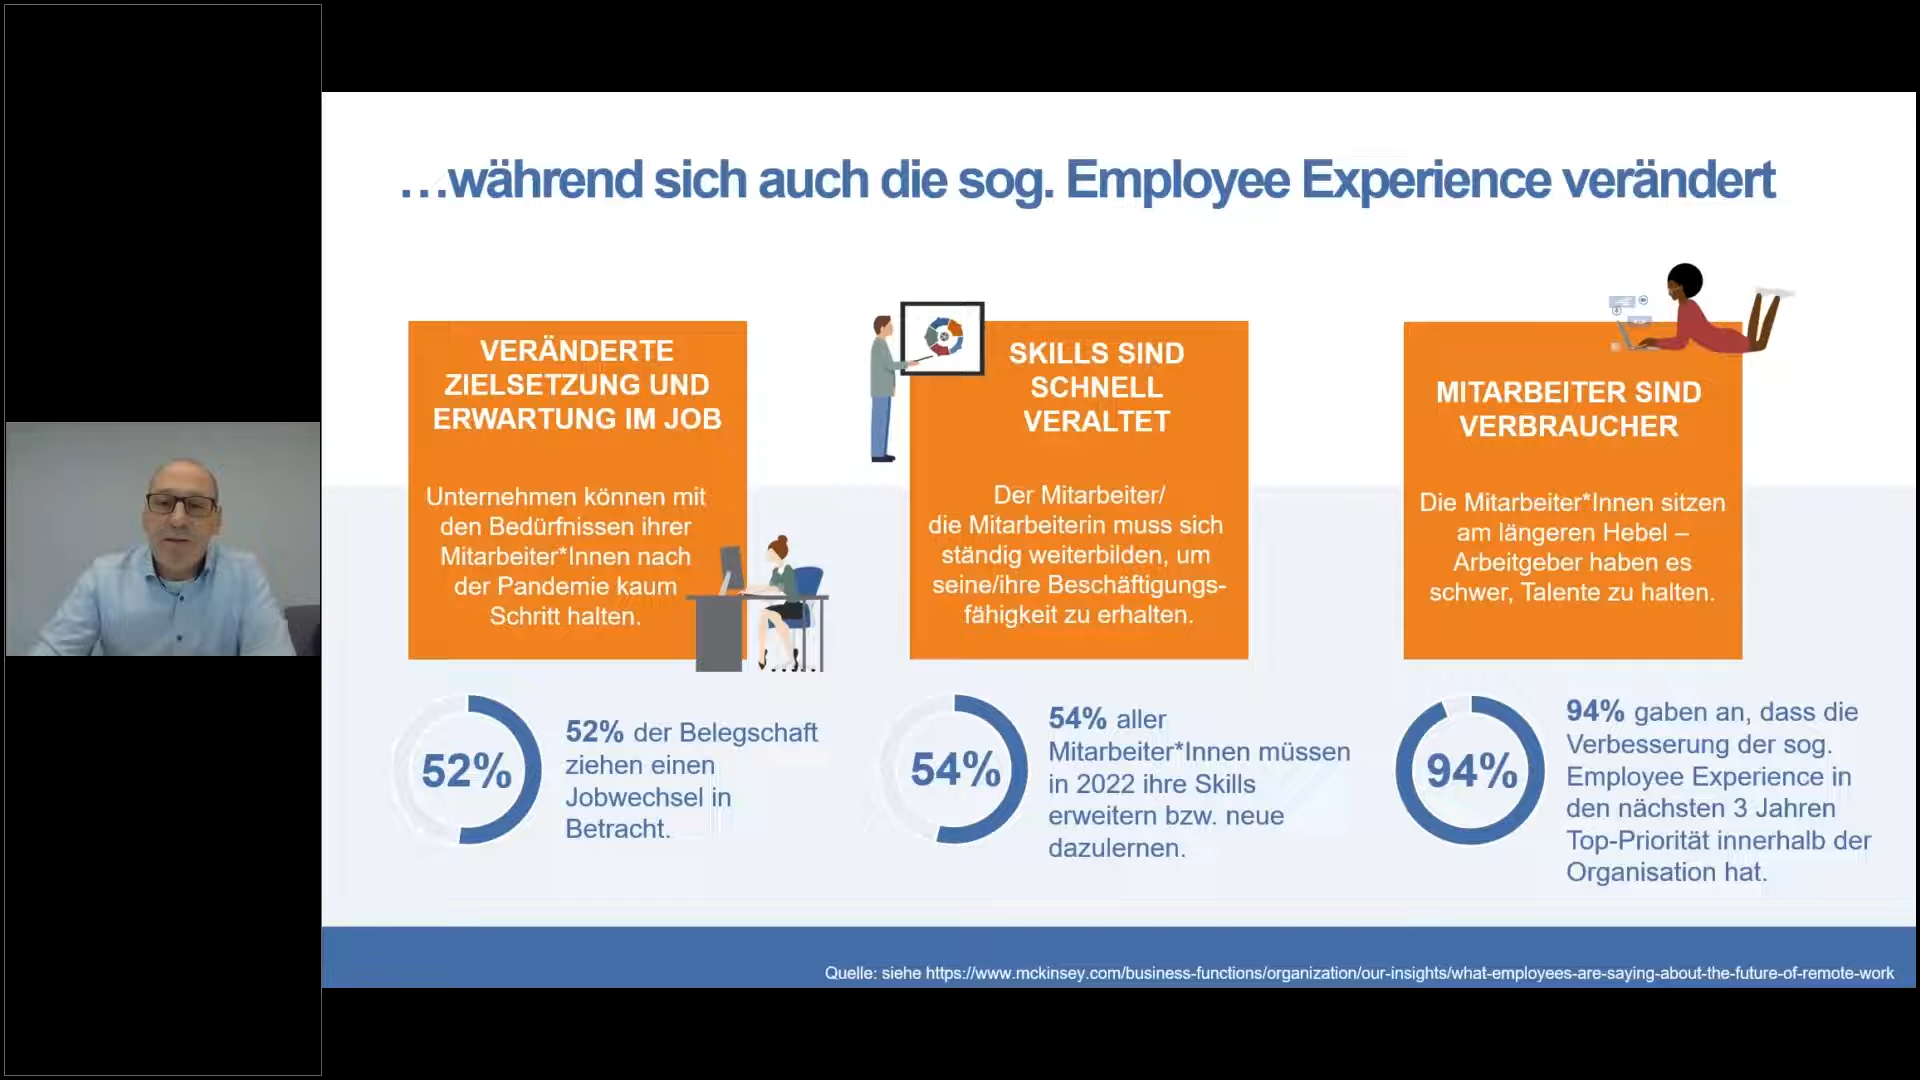 …während sich auch die sog. Employee Experience verändert
VERÄNDERTE
ZIELSETZUNG UND
ERWARTUNG IM JOB
Unternehmen können mit
den Bedürfnissen ihrer
Mitarbeiter*Innen nach
der Pandemie kaum
Schritt halten.
52%
52% der Belegschaft
ziehen einen
Jobwechsel in
Betracht.
SKILLS SIND
SCHNELL
VERALTET
Der Mitarbeiter/
die Mitarbeiterin muss sich
ständig weiterbilden, um
seine/ihre Beschäftigungs-
fähigkeit zu erhalten.
54%
54% aller
Mitarbeiter*Innen müssen
in 2022 ihre Skills
erweitern bzw. neue
dazulernen.
MITARBEITER SIND
VERBRAUCHER
Die Mitarbeiter*Innen sitzen
am längeren Hebel –
Arbeitgeber haben es
schwer, Talente zu halten.
94%
94% gaben an, dass die
Verbesserung der sog.
Employee Experience in
den nächsten 3 Jahren
Top-Priorität innerhalb der
Organisation hat.
Quelle: siehe https://www.mckinsey.com/business-functions/organization/our-insights/what-employees-are-saying-about-the-future-of-remote-work